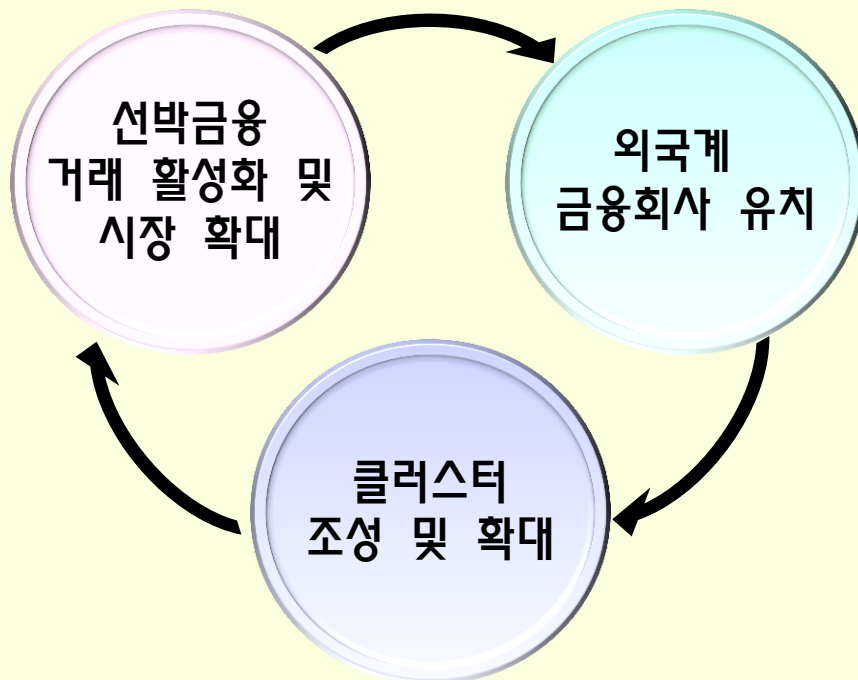 선박금융
거래 활성화 및
시장 확대
외국계
금융회사 유치
클러스터
조성 및 확대